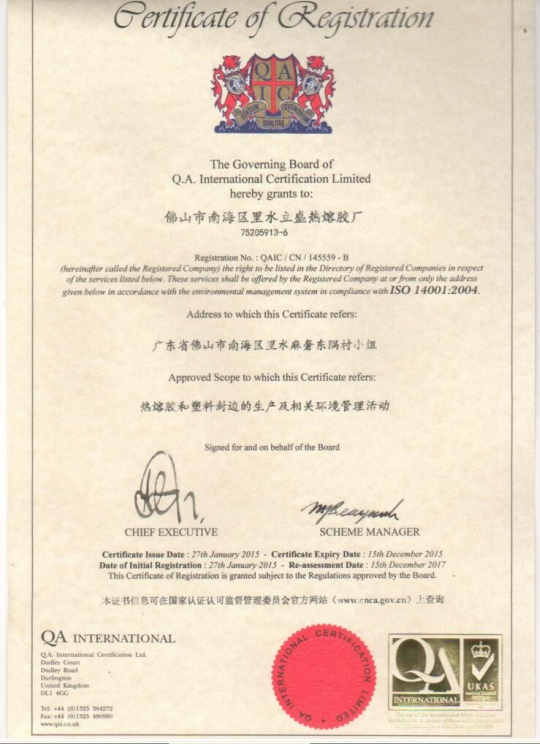 Certificate of Registration
QAIC
The Governing Board of
Q.A. International Certification Limited
hereby grants to:
佛山市南海区里水立盛热熔胶厂
75205913-6
Registration No. : QAIC / CN / 145559 - B
(hereinafter called the Registered Company) the right to be listed in the Directory of Registered Companies in respect
of the services listed below. These services shall be offered by the Registered Company at or from only the address
given below in accordance with the environmental management system in compliance with ISO 14001:2004.
Address to which this Certificate refers:
广东省佛山市南海区里水麻奢东隅村小组
Approved Scope to which this Certificate refers:
热熔胶和塑料封边的生产及相关环境管理活动
Signed for and on behalf of the Board
CHIEF EXECUTIVE
SCHEME MANAGER
Certificate Issue Date : 27th January 2015 - Certificate Expiry Date : 15th December 2015
Date of Initial Registration : 27th January 2015 - Re-assessment Date : 15th December 2017
This Certificate of Registration is granted subject to the Regulations approved by the Board.
本证书信息可在国家认证认可监督管理委员会官方网站（www.cnca.gov.cn）上查询
QA INTERNATIONAL
Q.A. International Certification Ltd.
Dudley Court
Dudley Road
Darlington
United Kingdom
DL1 4GG
Tel: +44 (0)1325
Fax: +44 (0)1325
www.qai.co.uk
QA INTERNATIONAL CERTIFICATION LIMITED
QA
INTERNATIONAL
UKAS